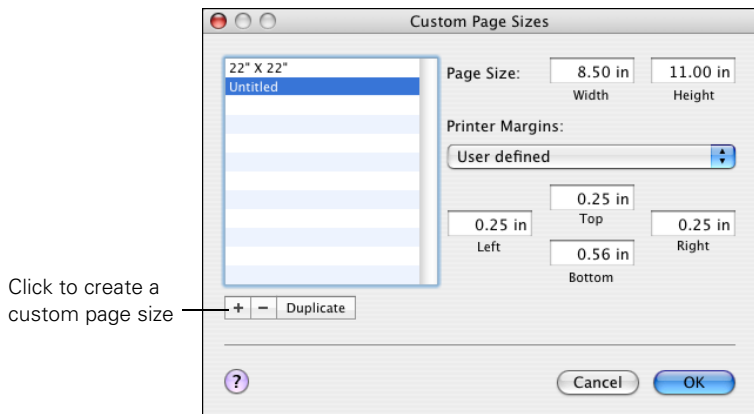 Custom Page Sizes
22" X 22"
Untitled
Page Size:
8.50 in
11.00 in
Width
Height
Printer Margins:
User defined
0.25 in
Top
0.25 in
Left
0.25 in
Right
0.56 in
Bottom
Click to create a
custom page size
+
−
Duplicate
?
Cancel
OK